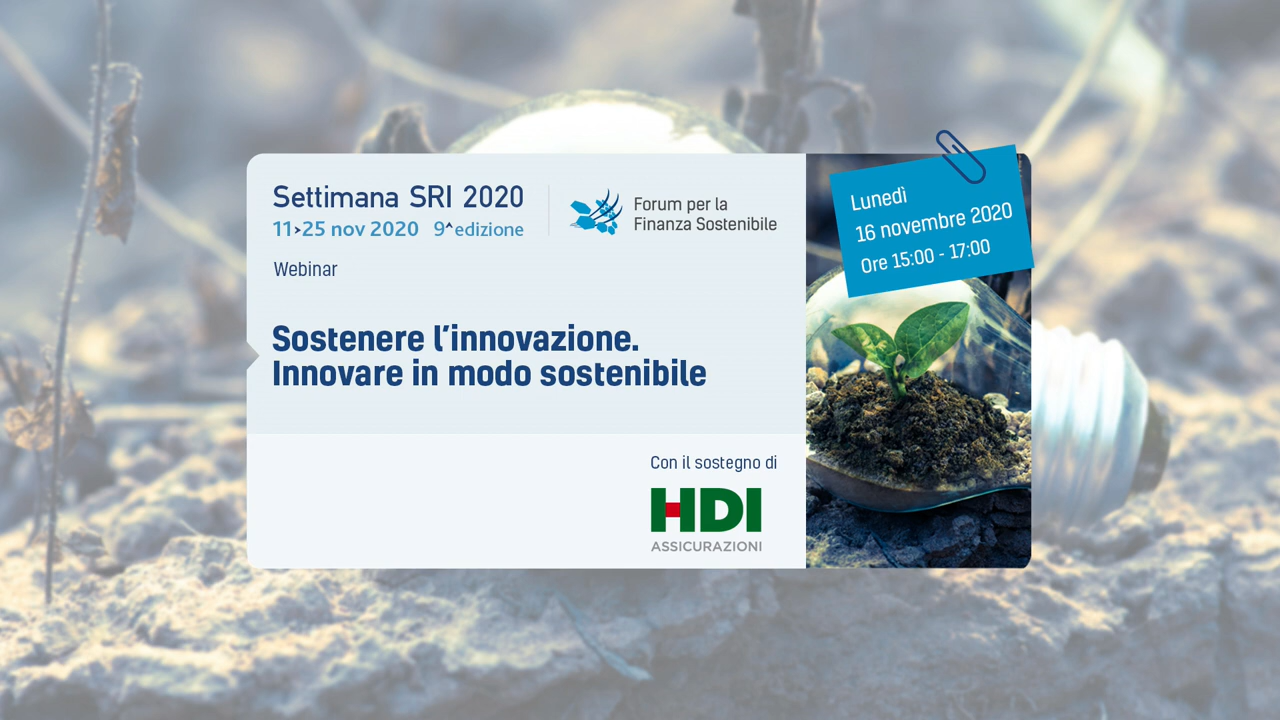 Settimana SRI 2020
11>25 nov 2020 9^edizione
Forum per la
Finanza Sostenibile
Webinar
Sostenere l'innovazione.
Innovare in modo sostenibile
Con il sostegno di
HDI
ASSICURAZIONI
Lunedì
16 novembre 2020
Ore 15:00 - 17:00